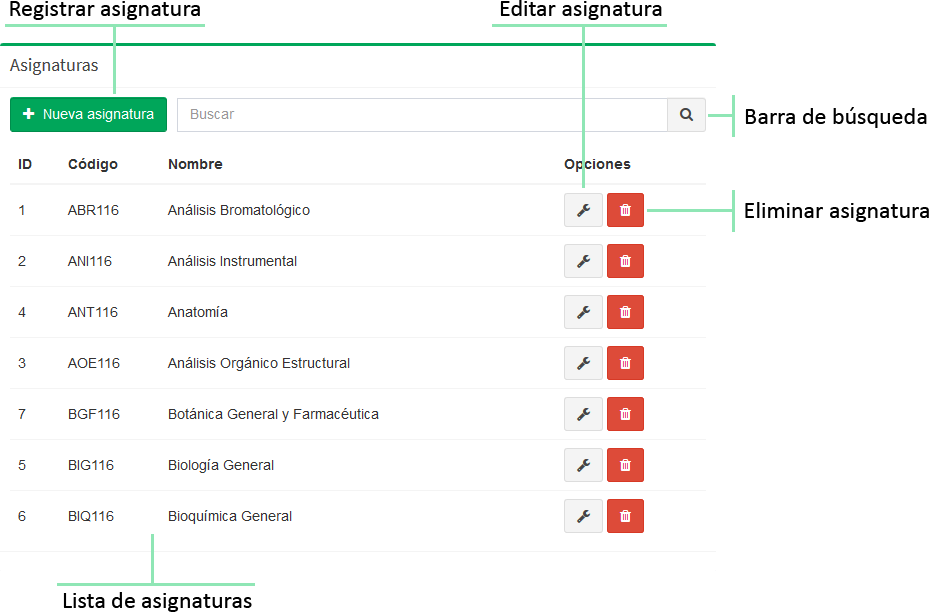 Registrar asignatura
Editar asignatura
Asignaturas
Nueva asignatura
Buscar
Barra de búsqueda
ID Código Nombre Opciones
1 ABR116 Análisis Bromatológico
Eliminar asignatura
2 ANI116 Análisis Instrumental
4 ANT116 Anatomía
3 AOE116 Análisis Orgánico Estructural
7 BGF116 Botánica General y Farmacéutica
5 BIG116 Biología General
6 BIQ116 Bioquímica General
Lista de asignaturas